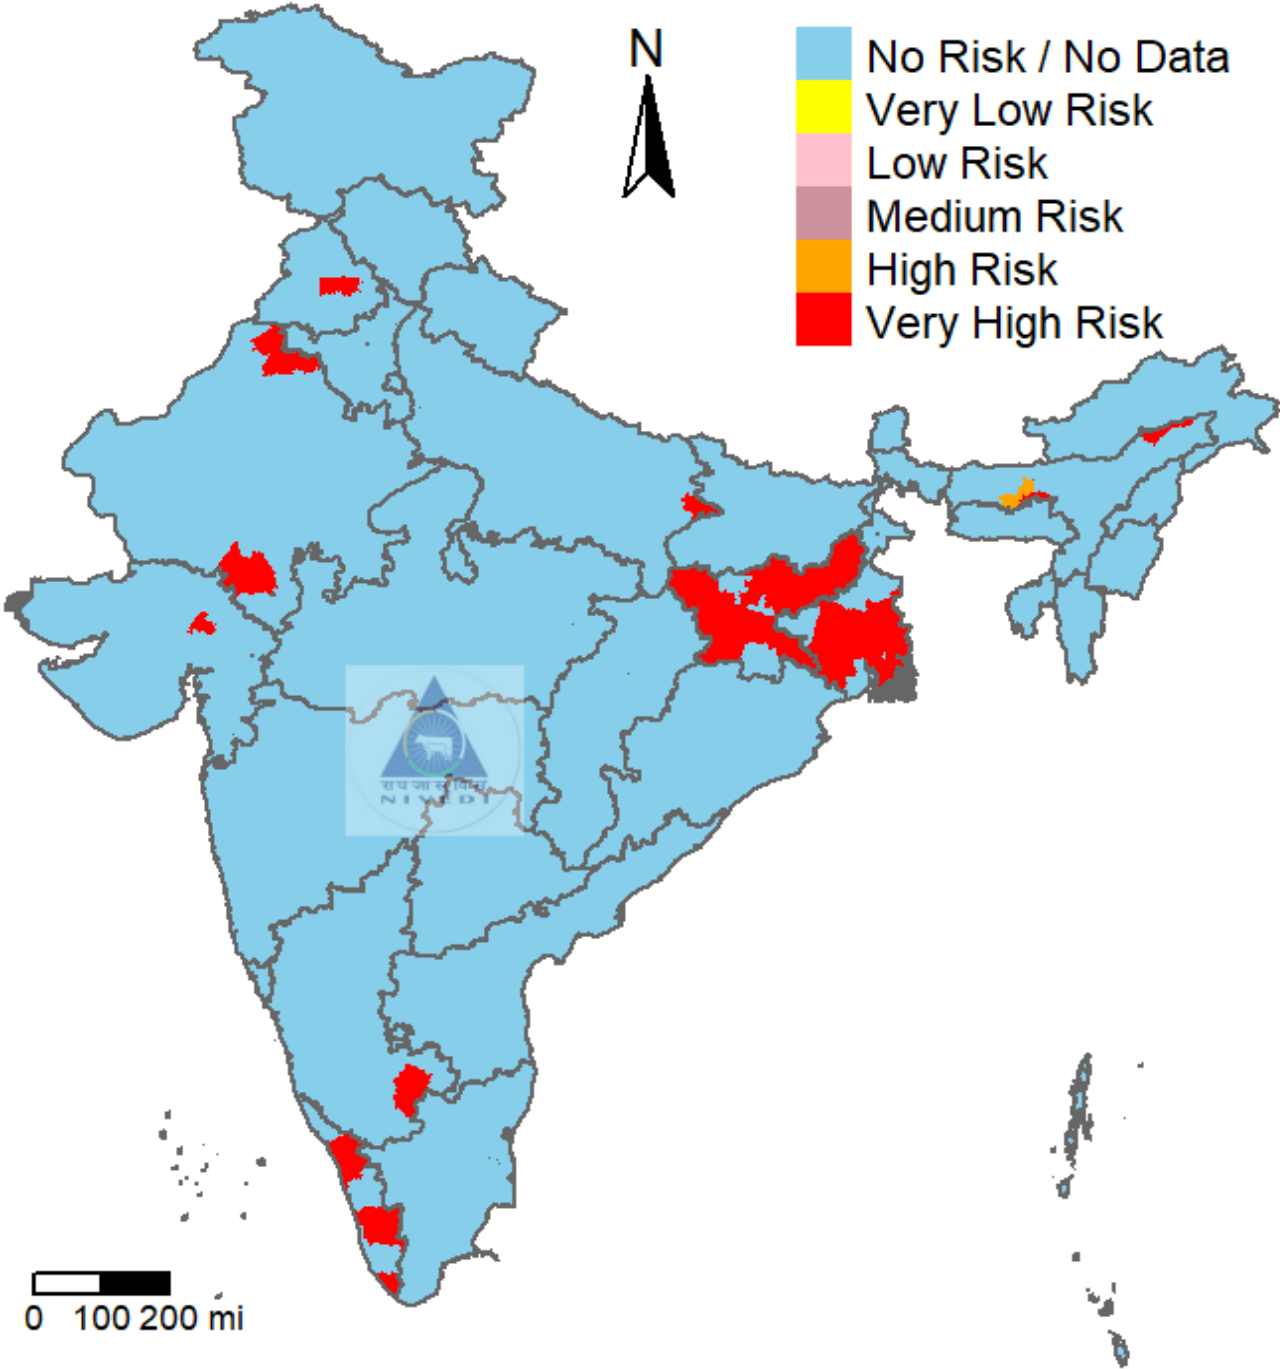 N
No Risk / No Data
Very Low Risk
Low Risk
Medium Risk
High Risk
Very High Risk
NIVEDI
0 100 200 mi